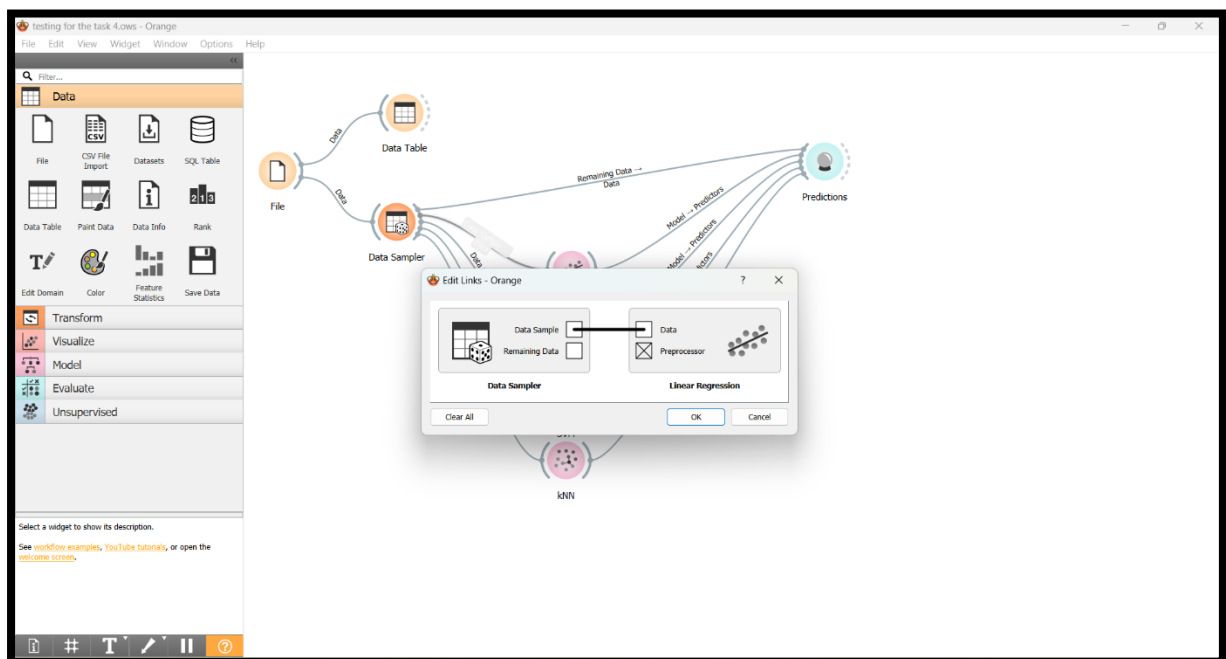 testing for the task 4.ows - Orange
File Edit View Widget Window Options Help
Filter...
Data
File
CSV File
Import
Datasets
SQL Table
Data Table
Paint Data
Data Info
Rank
Edit Domain
Color
Feature
Statistics
Save Data
Transform
Visualize
Model
Evaluate
Unsupervised
Select a widget to show its description.
See workflow examples, YouTube tutorials, or open the
welcome screen.
File
Data
Data Table
Data
Data Sampler
Data
Remaining Data →
Data
Model → Predictors
Model → Predictors
Predictions
Edit Links - Orange
Data Sample
Remaining Data
Data Sampler
Data
Preprocessor
Linear Regression
Clear All
OK
Cancel
kNN